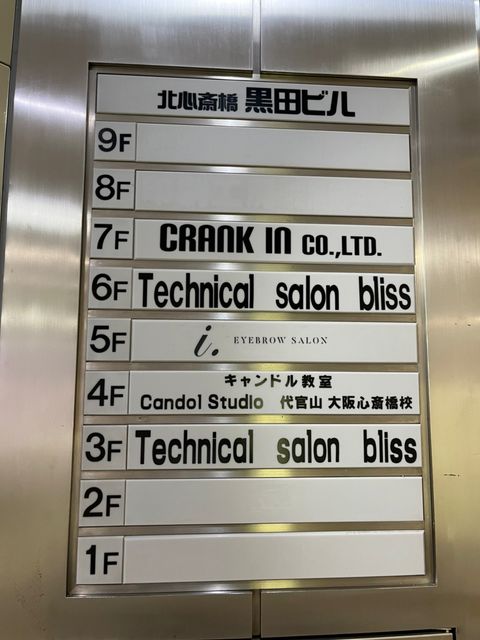 北心斎橋 黒田ビル
9F
8F
7F CRANK IN CO.,LTD.
6F Technical salon bliss
5F i. EYEBROW SALON
4F キャンドル教室
Candol Studio 代官山 大阪心斎橋校
3F Technical salon bliss
2F
1F